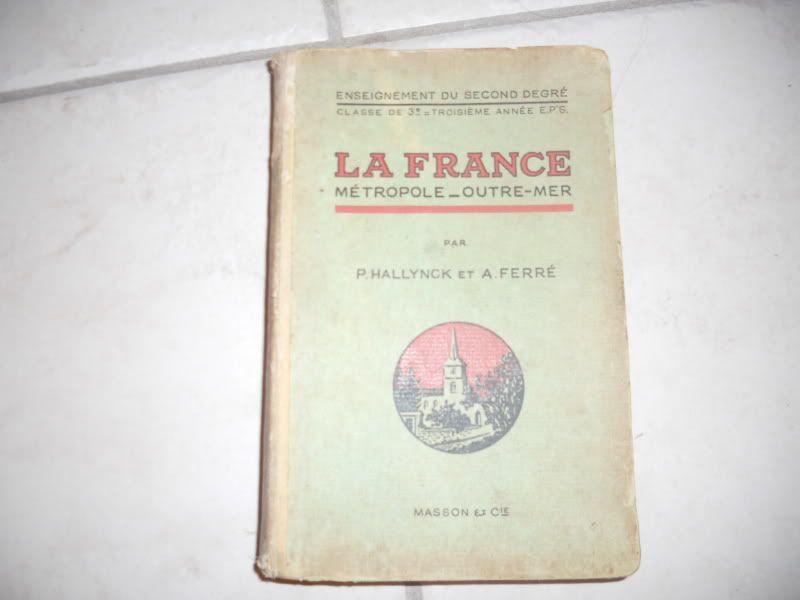 ENSEIGNEMENT DU SECOND DEGRÉ
CLASSE DE 3e = TROISIÈME ANNÉE E.P.S.
LA FRANCE
MÉTROPOLE _ OUTRE-MER
PAR
P. HALLYNCK ET A. FERRÉ
MASSON & CIE